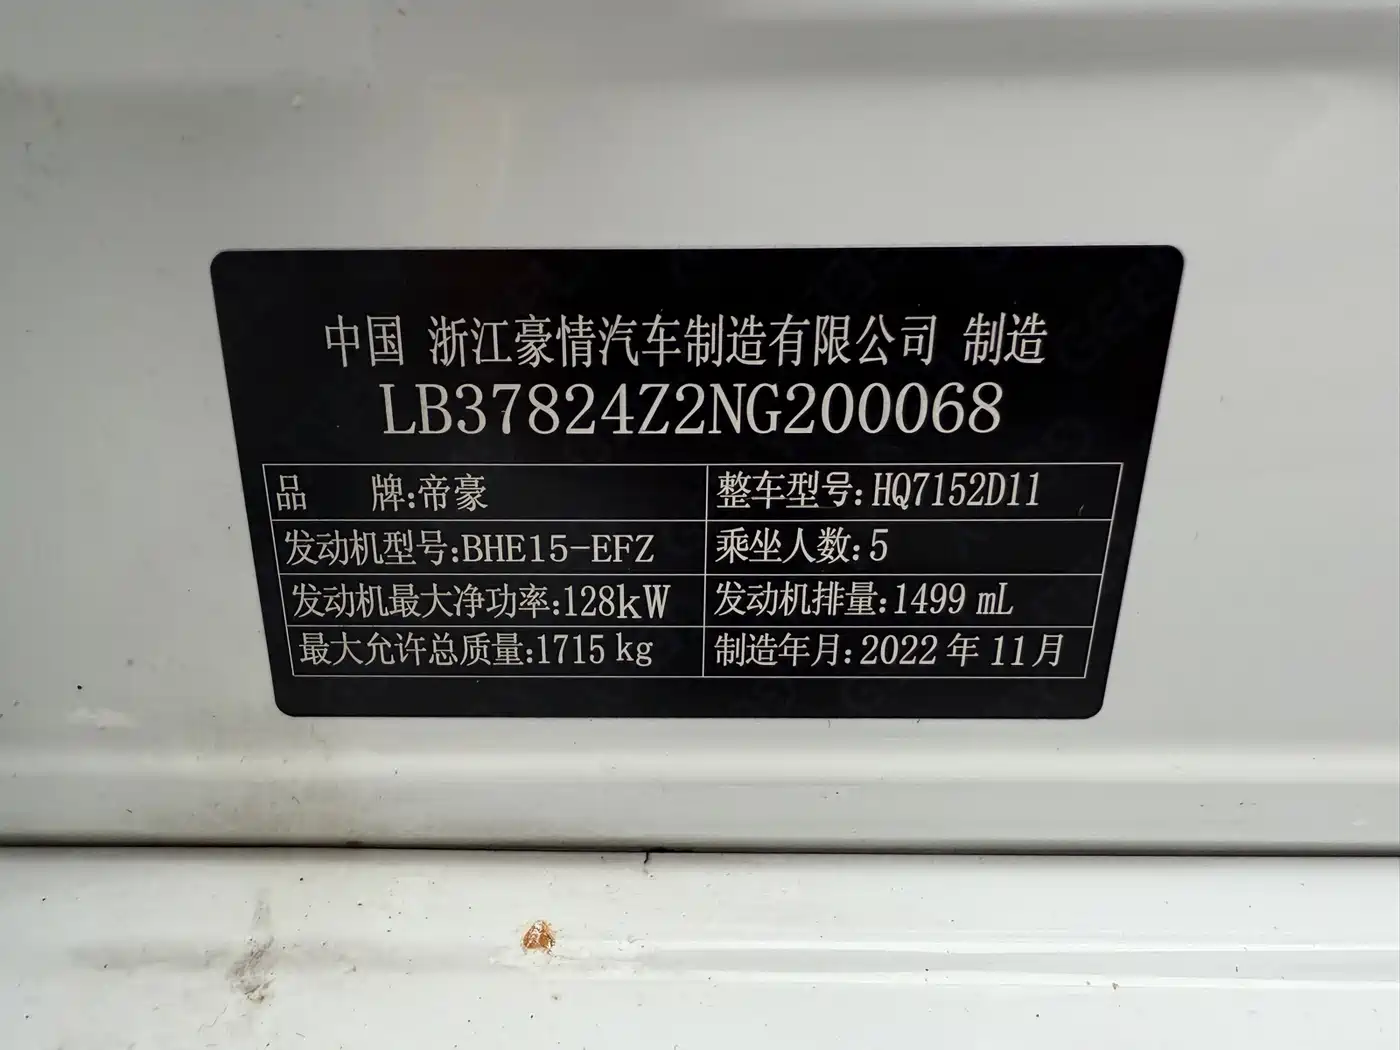 中国 浙江豪情汽车制造有限公司 制造
LB37824Z2NG200068
品 牌:帝豪 整车型号:HQ7152D11
发动机型号:BHE15-EFZ 乘坐人数:5
发动机最大净功率:128kW 发动机排量:1499 mL
最大允许总质量:1715 kg 制造年月:2022 年 11月